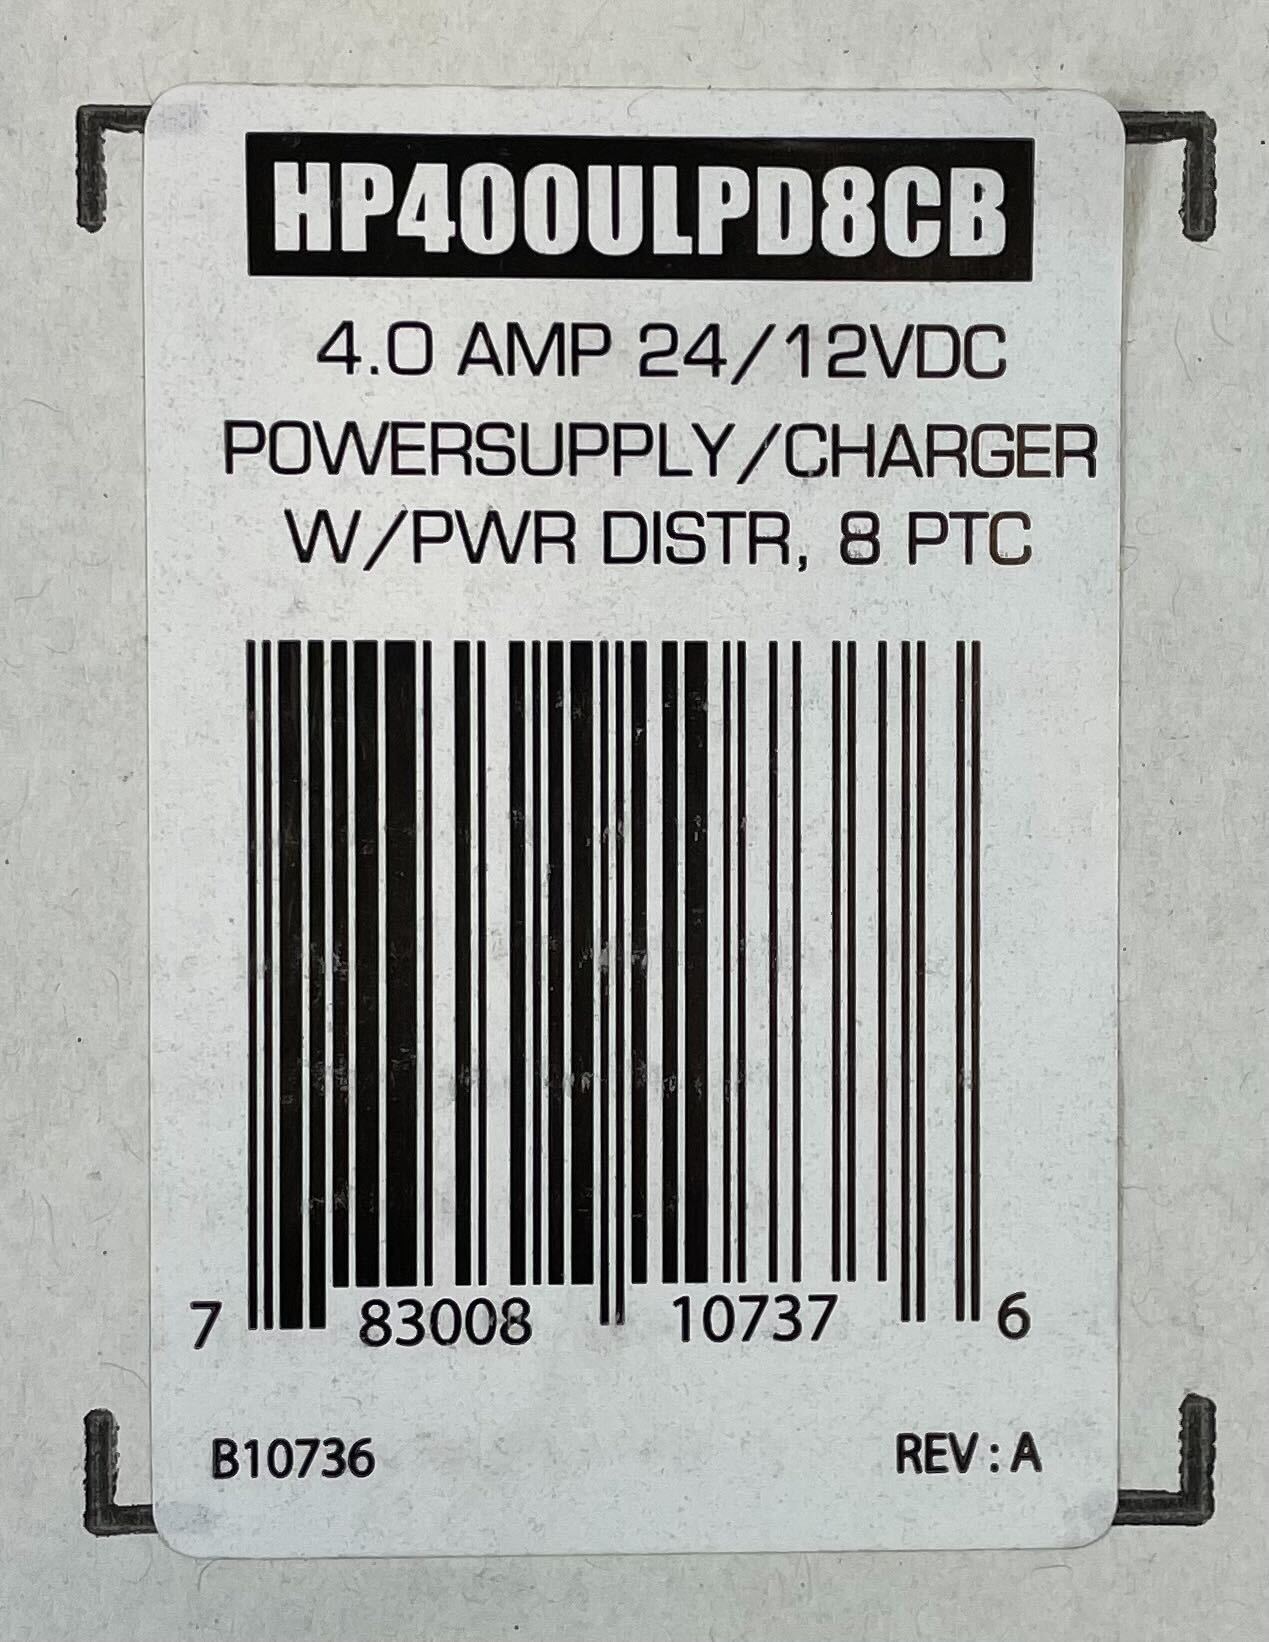 HP400ULPD8CB
4.0 AMP 24/12VDC
POWERSUPPLY/CHARGER
W/PWR DISTR, 8 PTC
7 83008 10737 6
B10736 REV : A